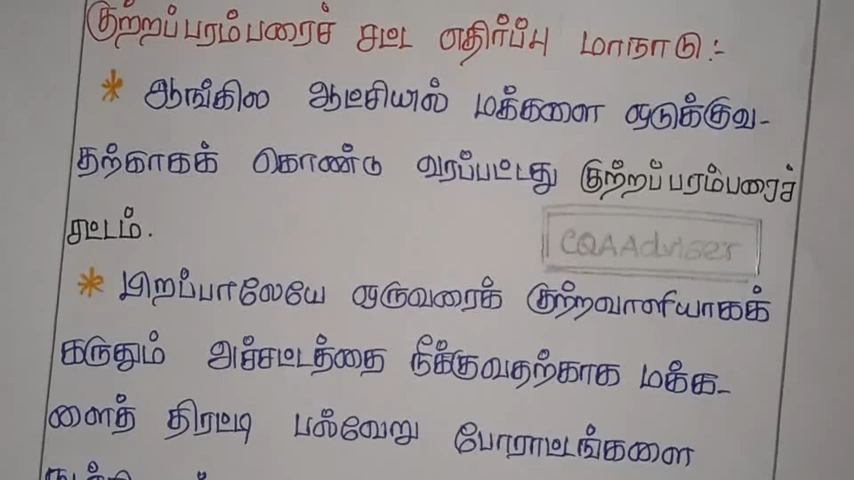 குற்றப்பரம்பரைச் சட்ட எதிர்ப்பு மாநாடு :-
* ஆங்கில ஆட்சியில் மக்களை ஒடுக்குவ-
தற்காகக் கொண்டு வரப்பட்டது குற்றப்பரம்பரைச்
சட்டம்.
CQAAdviser
* பிறப்பாலேயே ஒருவரைக் குற்றவாளியாகக்
கருதும் அச்சட்டத்தை நீக்குவதற்காக மக்க-
ளைத் திரட்டி பல்வேறு போராட்டங்களை